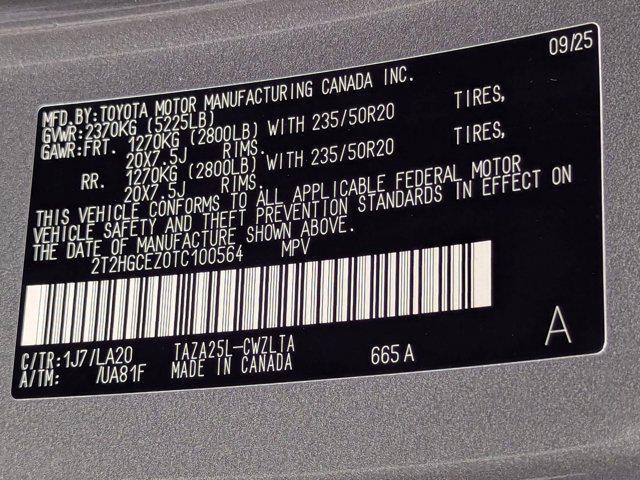 09/25
MFD.BY:TOYOTA MOTOR MANUFACTURING CANADA INC.
GVWR:2370KG (5225LB)
GAWR:FRT. 1270KG (2800LB) WITH 235/50R20 TIRES,
20X7.5J RIMS.
RR. 1270KG (2800LB) WITH 235/50R20 TIRES,
20X7.5J RIMS.
THIS VEHICLE CONFORMS TO ALL APPLICABLE FEDERAL MOTOR
VEHICLE SAFETY AND THEFT PREVENTION STANDARDS IN EFFECT ON
THE DATE OF MANUFACTURE SHOWN ABOVE.
2T2HGCEZ0TC100564 MPV
C/TR:1J7/LA20 TAZA25L-CWZLTA
A/TM: /UA81F MADE IN CANADA 665A
A